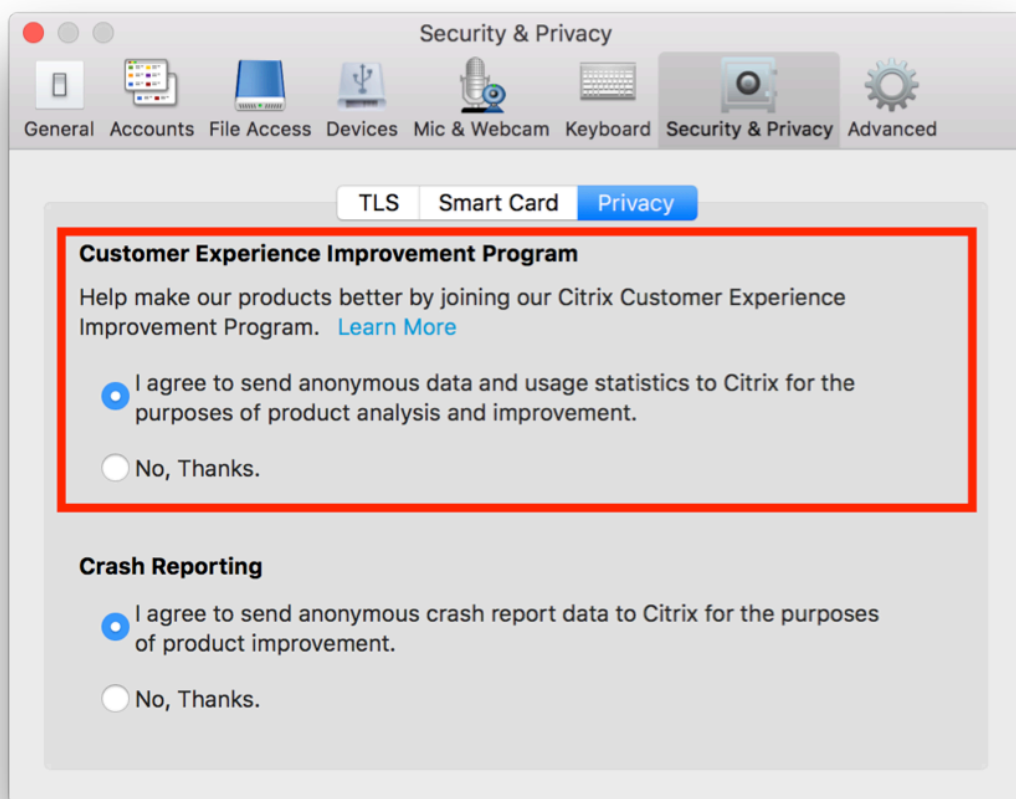 Security & Privacy
General Accounts File Access Devices Mic & Webcam Keyboard Security & Privacy Advanced
TLS Smart Card Privacy
Customer Experience Improvement Program
Help make our products better by joining our Citrix Customer Experience
Improvement Program. Learn More
I agree to send anonymous data and usage statistics to Citrix for the
purposes of product analysis and improvement.
No, Thanks.
Crash Reporting
I agree to send anonymous crash report data to Citrix for the purposes
of product improvement.
No, Thanks.